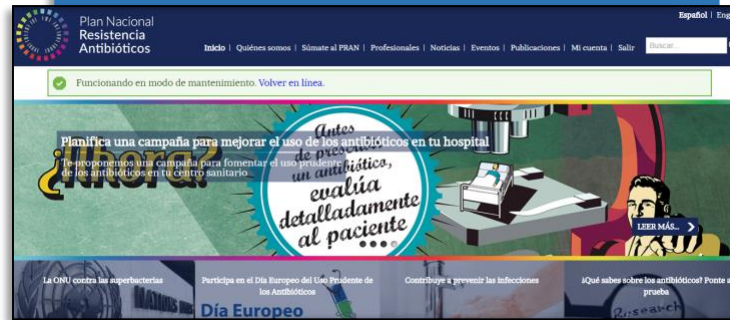 Plan Nacional
Resistencia
Antibióticos
Español | Eng
Inicio | Quiénes somos | Súmate al PRAN | Profesionales | Noticias | Eventos | Publicaciones | Mi cuenta | Salir
Buscar...
Funcionando en modo de mantenimiento. Volver en línea.
¿Ahora?
Planifica una campaña para mejorar el uso de los antibióticos en tu hospital
Te proponemos una campaña para fomentar el uso prudente
de los antibióticos en tu centro sanitario
Antes
de prescribir
un antibiótico,
evalúa
detalladamente
al paciente
LEER MÁS...
La ONU contra las superbacterias
Participa en el Día Europeo del Uso Prudente de
los Antibióticos
Contribuye a prevenir las infecciones
¿Qué sabes sobre los antibióticos? Ponte a
prueba
Día Europeo
Research